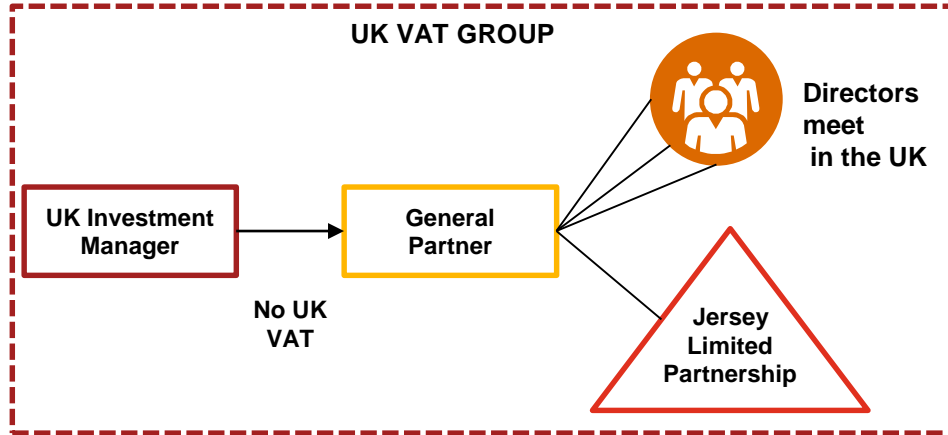 UK VAT GROUP
Directors
meet
in the UK
UK Investment
Manager
General
Partner
No UK
VAT
Jersey
Limited
Partnership